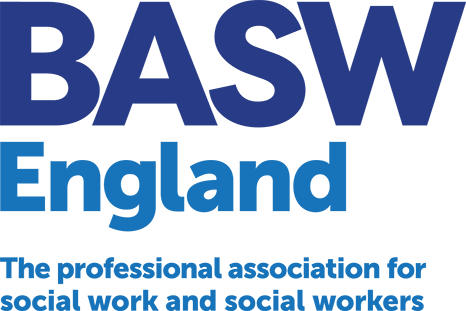 BASW
England
The professional association for
social work and social workers